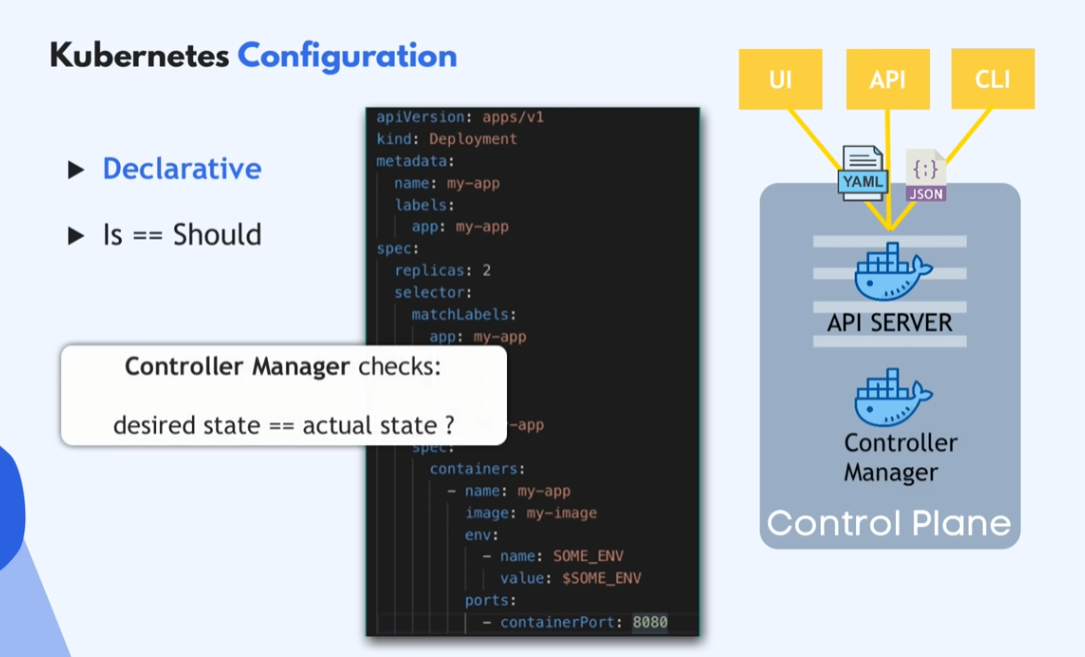 Kubernetes Configuration
▶ Declarative
▶ Is == Should
Controller Manager checks:
desired state == actual state ?
apiVersion: apps/v1
kind: Deployment
metadata:
name: my-app
labels:
app: my-app
spec:
replicas: 2
selector:
matchLabels:
app: my-app
-app
spec:
containers:
- name: my-app
image: my-image
env:
- name: SOME_ENV
value: $SOME_ENV
ports:
- containerPort: 8080
UI
API
CLI
YAML
{;}
JSON
API SERVER
Controller
Manager
Control Plane